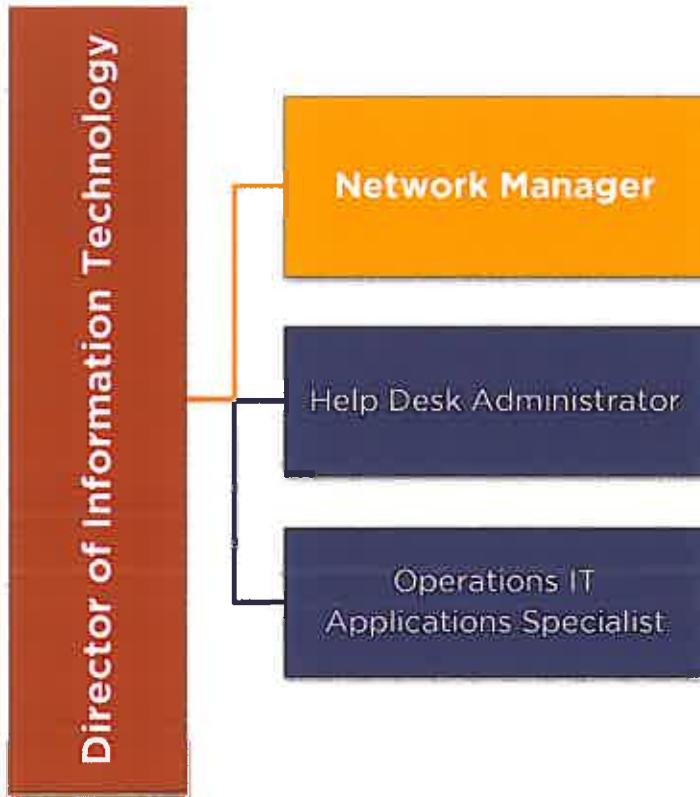 Director of Information Technology
Network Manager
Help Desk Administrator
Operations IT
Applications Specialist